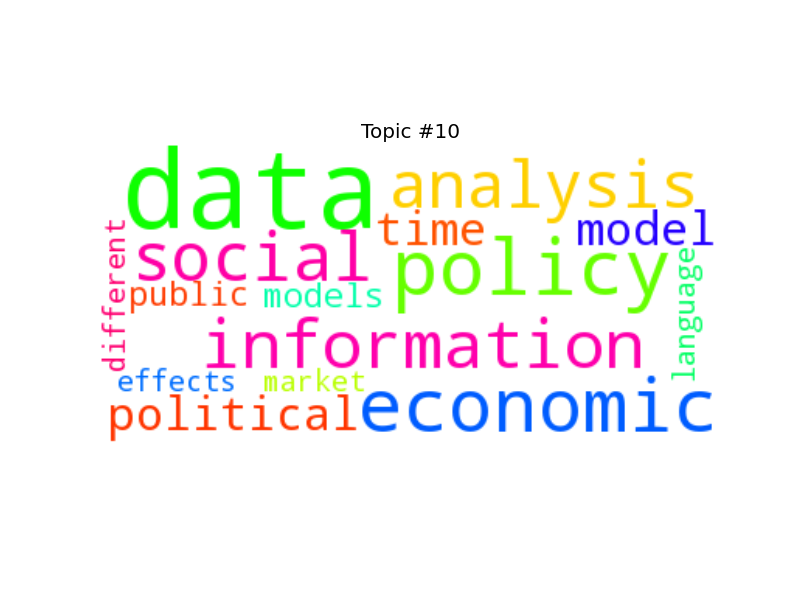 Topic #10
data analysis
time model
social policy
different
public models
language
information
effects market
political economic